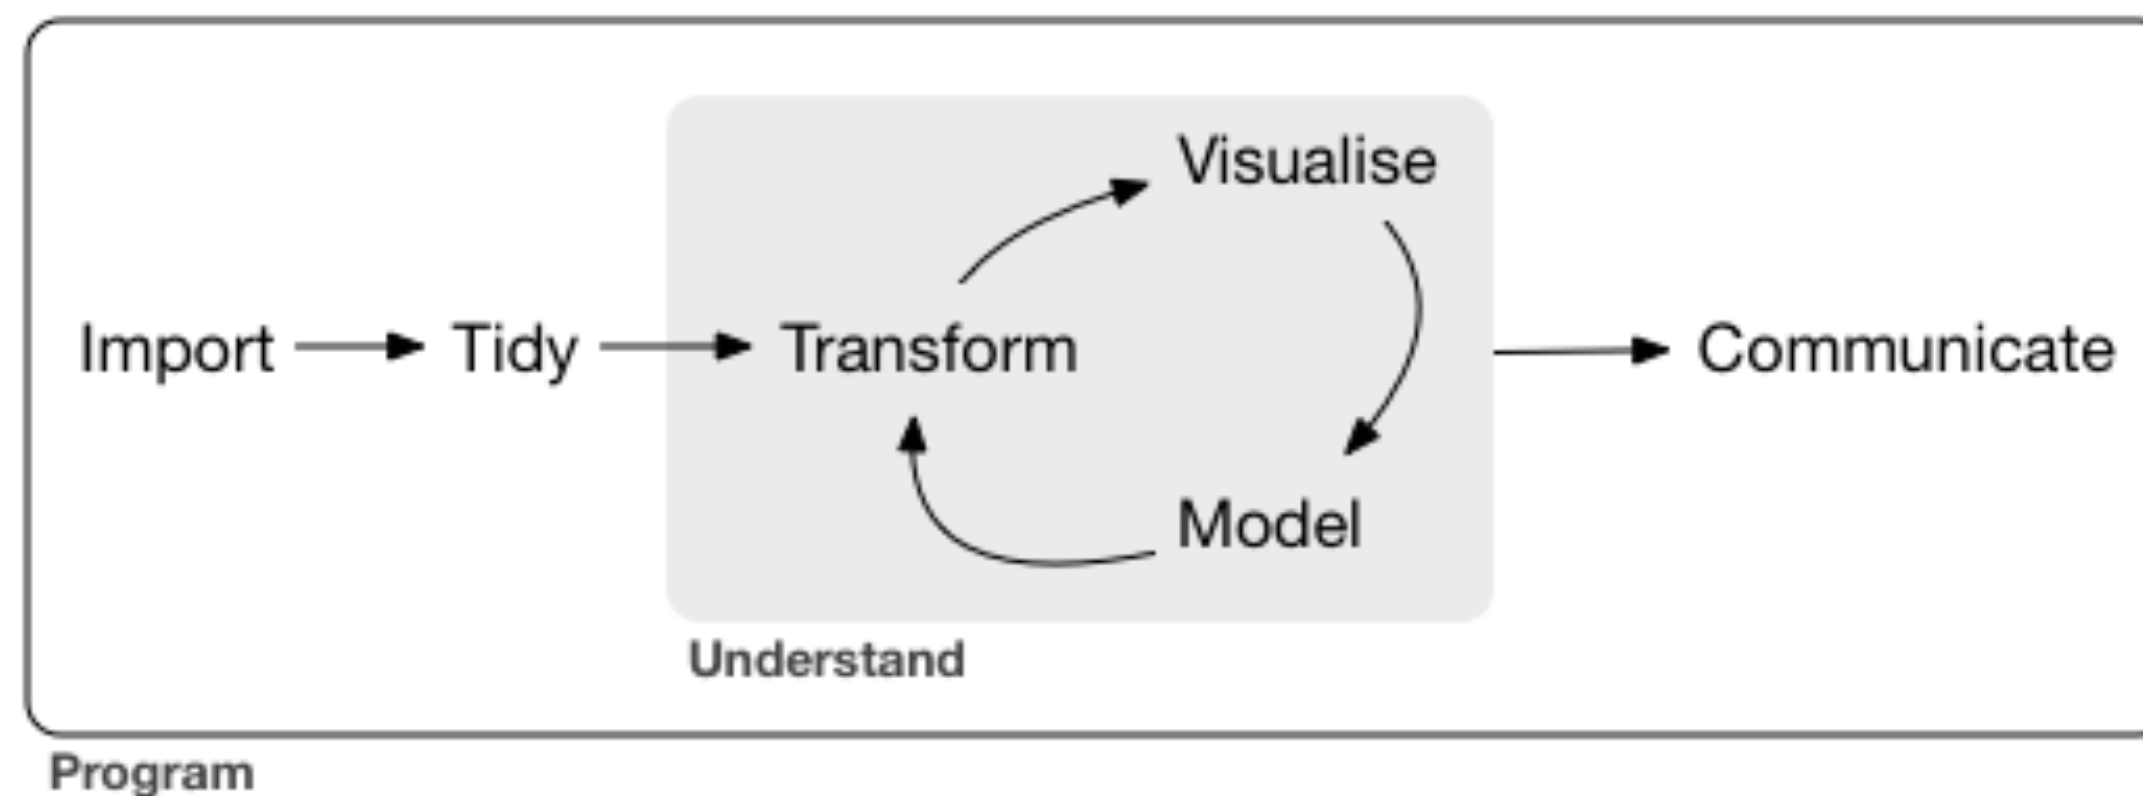 Visualise
Import Tidy Transform Communicate
Model
Understand
Program